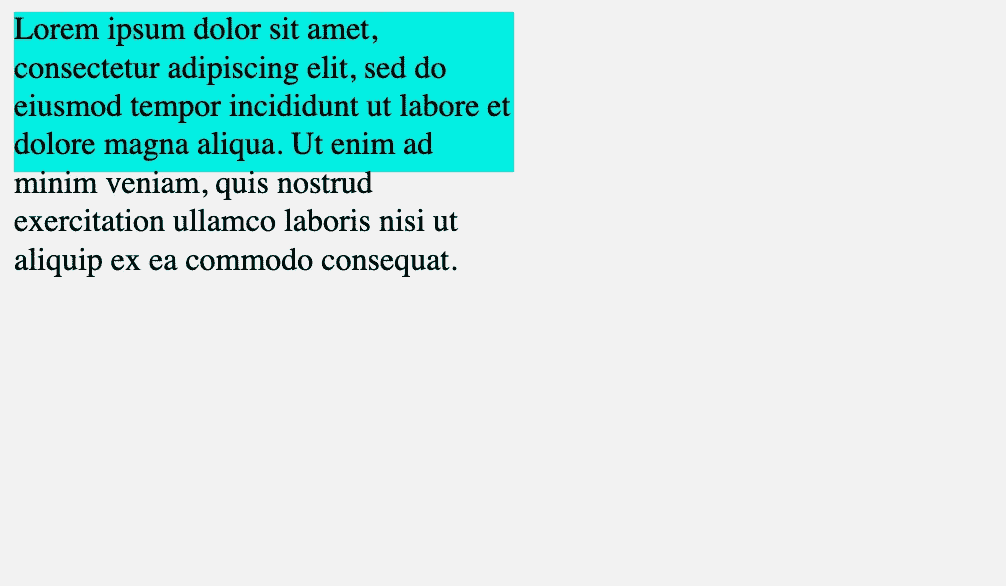 Lorem ipsum dolor sit amet,
consectetur adipiscing elit, sed do
eiusmod tempor incididunt ut labore et
dolore magna aliqua. Ut enim ad
minim veniam, quis nostrud
exercitation ullamco laboris nisi ut
aliquip ex ea commodo consequat.